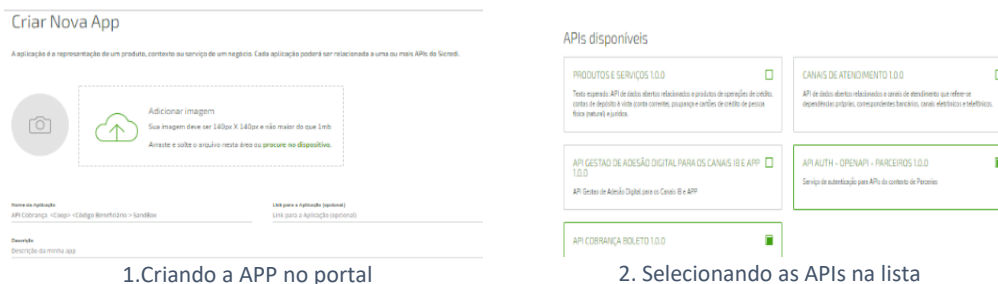 Criar Nova App
A aplicação é a representação de um produto, contexto ou serviço de um negócio. Cada aplicação poderá ser relacionada a uma ou mais APIs do Sicredi.
Adicionar imagem
Sua imagem deve ser 140px X 140px e não maior do que 1mb
Arraste e solte o arquivo nesta área ou procure no dispositivo.
Nome da Aplicação
API Cobrança <Coop> <Código Beneficiário > SandBox
Link para a Aplicação (opcional)
Link para a Aplicação (opcional)
Descrição
Descrição da minha app
1.Criando a APP no portal
APIs disponíveis
PRODUTOS E SERVIÇOS 1.0.0
Texto esperado: API de dados abertos relacionados a produtos de operações de crédito,
contas de depósito à vista (conta corrente), poupança e cartões de crédito de pessoa
física (natural) e jurídica.
CANAIS DE ATENDIMENTO 1.0.0
API de dados abertos relacionados a canais de atendimento que refere-se
dependências próprias, correspondentes bancários, canais eletrônicos e telefônicos.
API GESTAO DE ADESÃO DIGITAL PARA OS CANAIS IB E APP
1.0.0
API Gestao de Adesão Digital para os Canais IB e APP
API AUTH - OPENAPI - PARCEIROS 1.0.0
Serviço de autenticação para APIs do contexto de Parceiros
API COBRANÇA BOLETO 1.0.0
2. Selecionando as APIs na lista